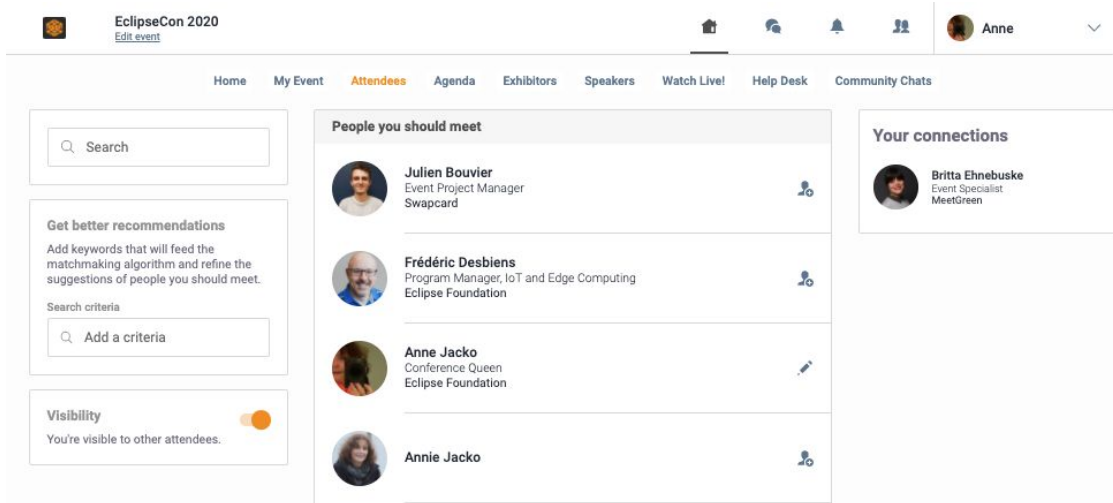 EclipseCon 2020
Edit event
Anne
Home My Event Attendees Agenda Exhibitors Speakers Watch Live! Help Desk Community Chats
Search
Get better recommendations
Add keywords that will feed the
matchmaking algorithm and refine the
suggestions of people you should meet.
Search criteria
Add a criteria
Visibility
You're visible to other attendees.
People you should meet
Julien Bouvier
Event Project Manager
Swapcard
Frédéric Desbiens
Program Manager, IoT and Edge Computing
Eclipse Foundation
Anne Jacko
Conference Queen
Eclipse Foundation
Annie Jacko
Your connections
Britta Ehnebuske
Event Specialist
MeetGreen